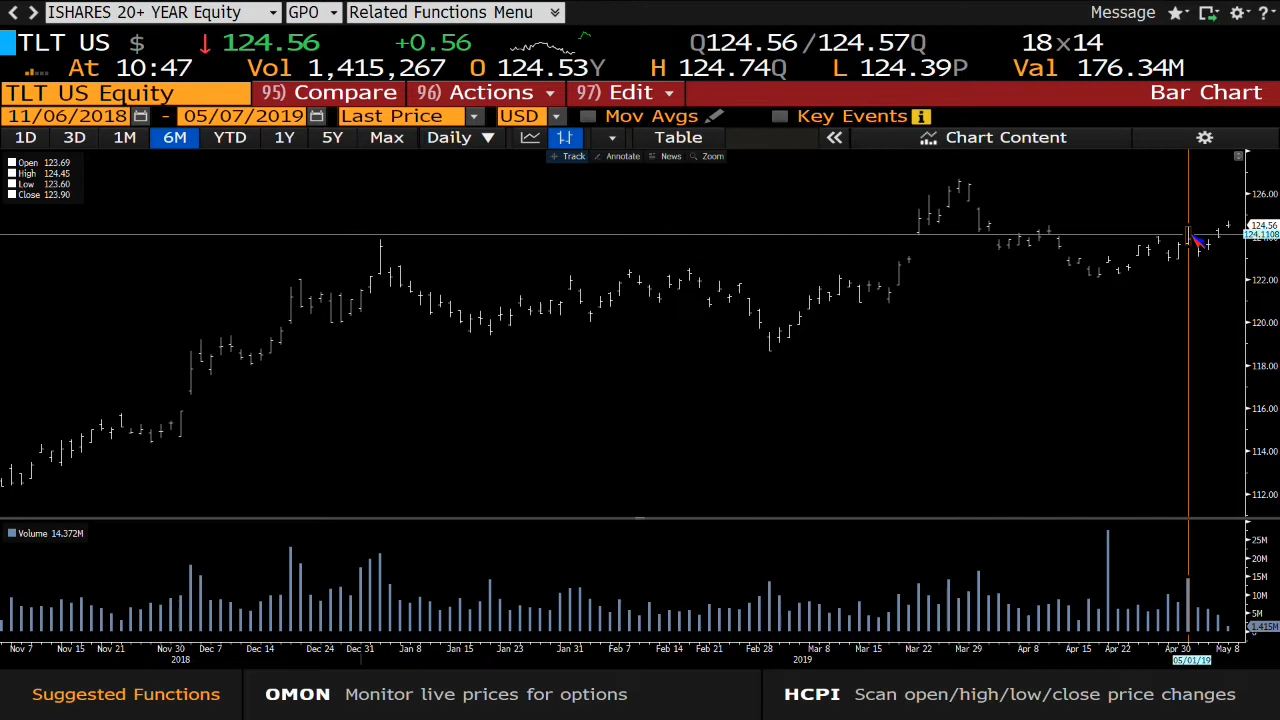 ISHARES 20+ YEAR Equity GPO Related Functions Menu Message ?
TLT US $ ↓ 124.56 +0.56 Q124.56 /124.57Q 18x14
At 10:47 Vol 1,415,267 O 124.53Y H 124.74Q L 124.39P Val 176.34M
TLT US Equity 95) Compare 96) Actions 97) Edit Bar Chart
11/06/2018 - 05/07/2019 Last Price USD Mov Avgs Key Events i
1D 3D 1M 6M YTD 1Y 5Y Max Daily ▼ Table « Chart Content
Track Annotate News Zoom
Open 123.69
High 124.45
Low 123.60
Close 123.90
126.00
124.56
124.1108
122.00
120.00
118.00
116.00
114.00
112.00
Volume 14.372M
25M
20M
15M
10M
5M
1.415M
Nov 7 Nov 15 Nov 21 Nov 30 Dec 7 Dec 14 Dec 24 Dec 31 Jan 8 Jan 15 Jan 23 Jan 31 Feb 7 Feb 14 Feb 21 Feb 28 Mar 8 Mar 15 Mar 22 Mar 29 Apr 8 Apr 15 Apr 22 Apr 30 May 8
2018 2019 05/01/19
Suggested Functions OMON Monitor live prices for options HCPI Scan open/high/low/close price changes